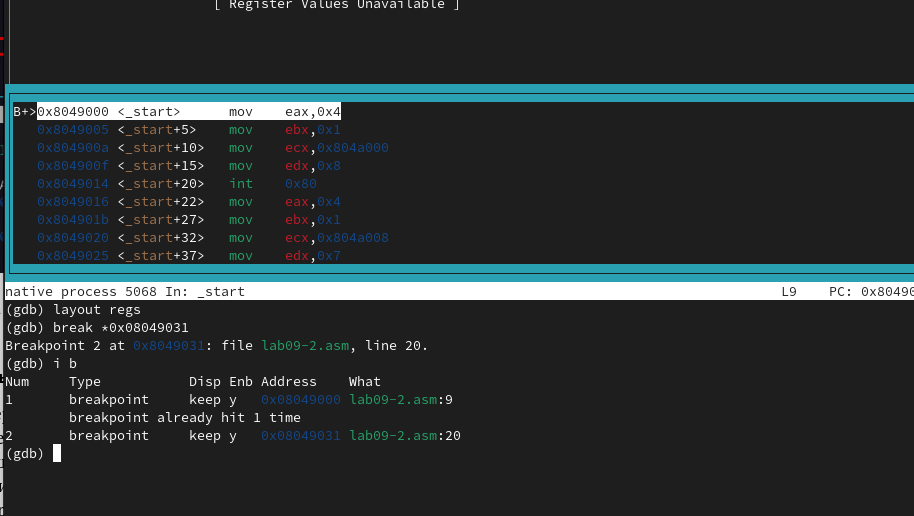 [ Register Values Unavailable ]
B+>0x8049000 <_start>      mov    eax,0x4
0x8049005 <_start+5>    mov    ebx,0x1
0x804900a <_start+10>   mov    ecx,0x804a000
0x804900f <_start+15>   mov    edx,0x8
0x8049014 <_start+20>   int    0x80
0x8049016 <_start+22>   mov    eax,0x4
0x804901b <_start+27>   mov    ebx,0x1
0x8049020 <_start+32>   mov    ecx,0x804a008
0x8049025 <_start+37>   mov    edx,0x7
native process 5068 In: _start    L9    PC: 0x80490
(gdb) layout regs
(gdb) break *0x08049031
Breakpoint 2 at 0x8049031: file lab09-2.asm, line 20.
(gdb) i b
Num     Type           Disp Enb Address    What
1       breakpoint     keep y   0x08049000 lab09-2.asm:9
breakpoint already hit 1 time
2       breakpoint     keep y   0x08049031 lab09-2.asm:20
(gdb)